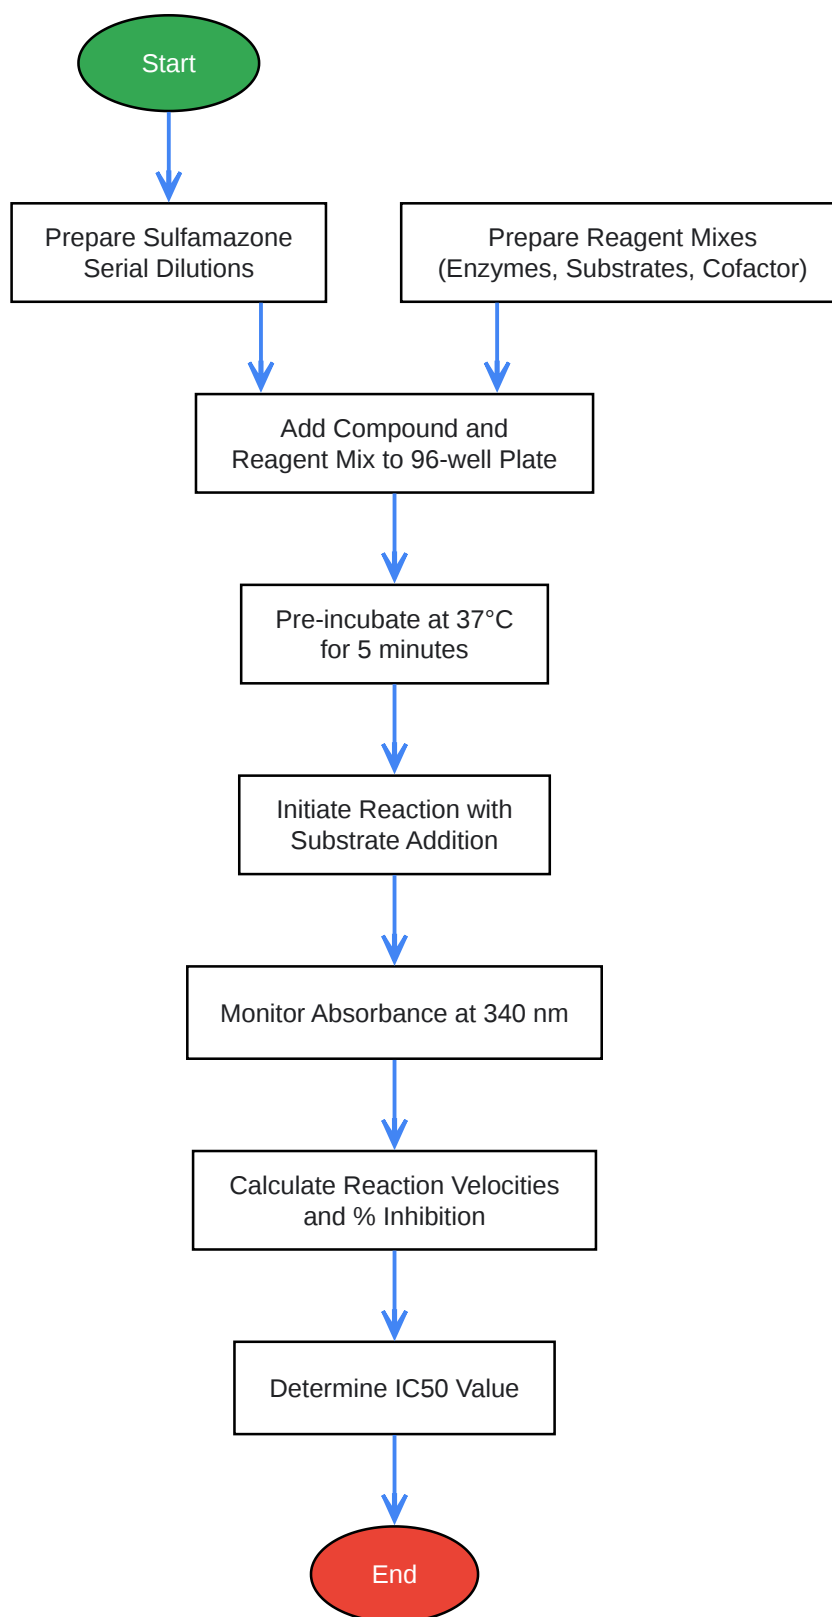 Start
Prepare Sulfamazone
Serial Dilutions
Prepare Reagent Mixes
(Enzymes, Substrates, Cofactor)
Add Compound and
Reagent Mix to 96-well Plate
Pre-incubate at 37°C
for 5 minutes
Initiate Reaction with
Substrate Addition
Monitor Absorbance at 340 nm
Calculate Reaction Velocities
and % Inhibition
Determine IC50 Value
End